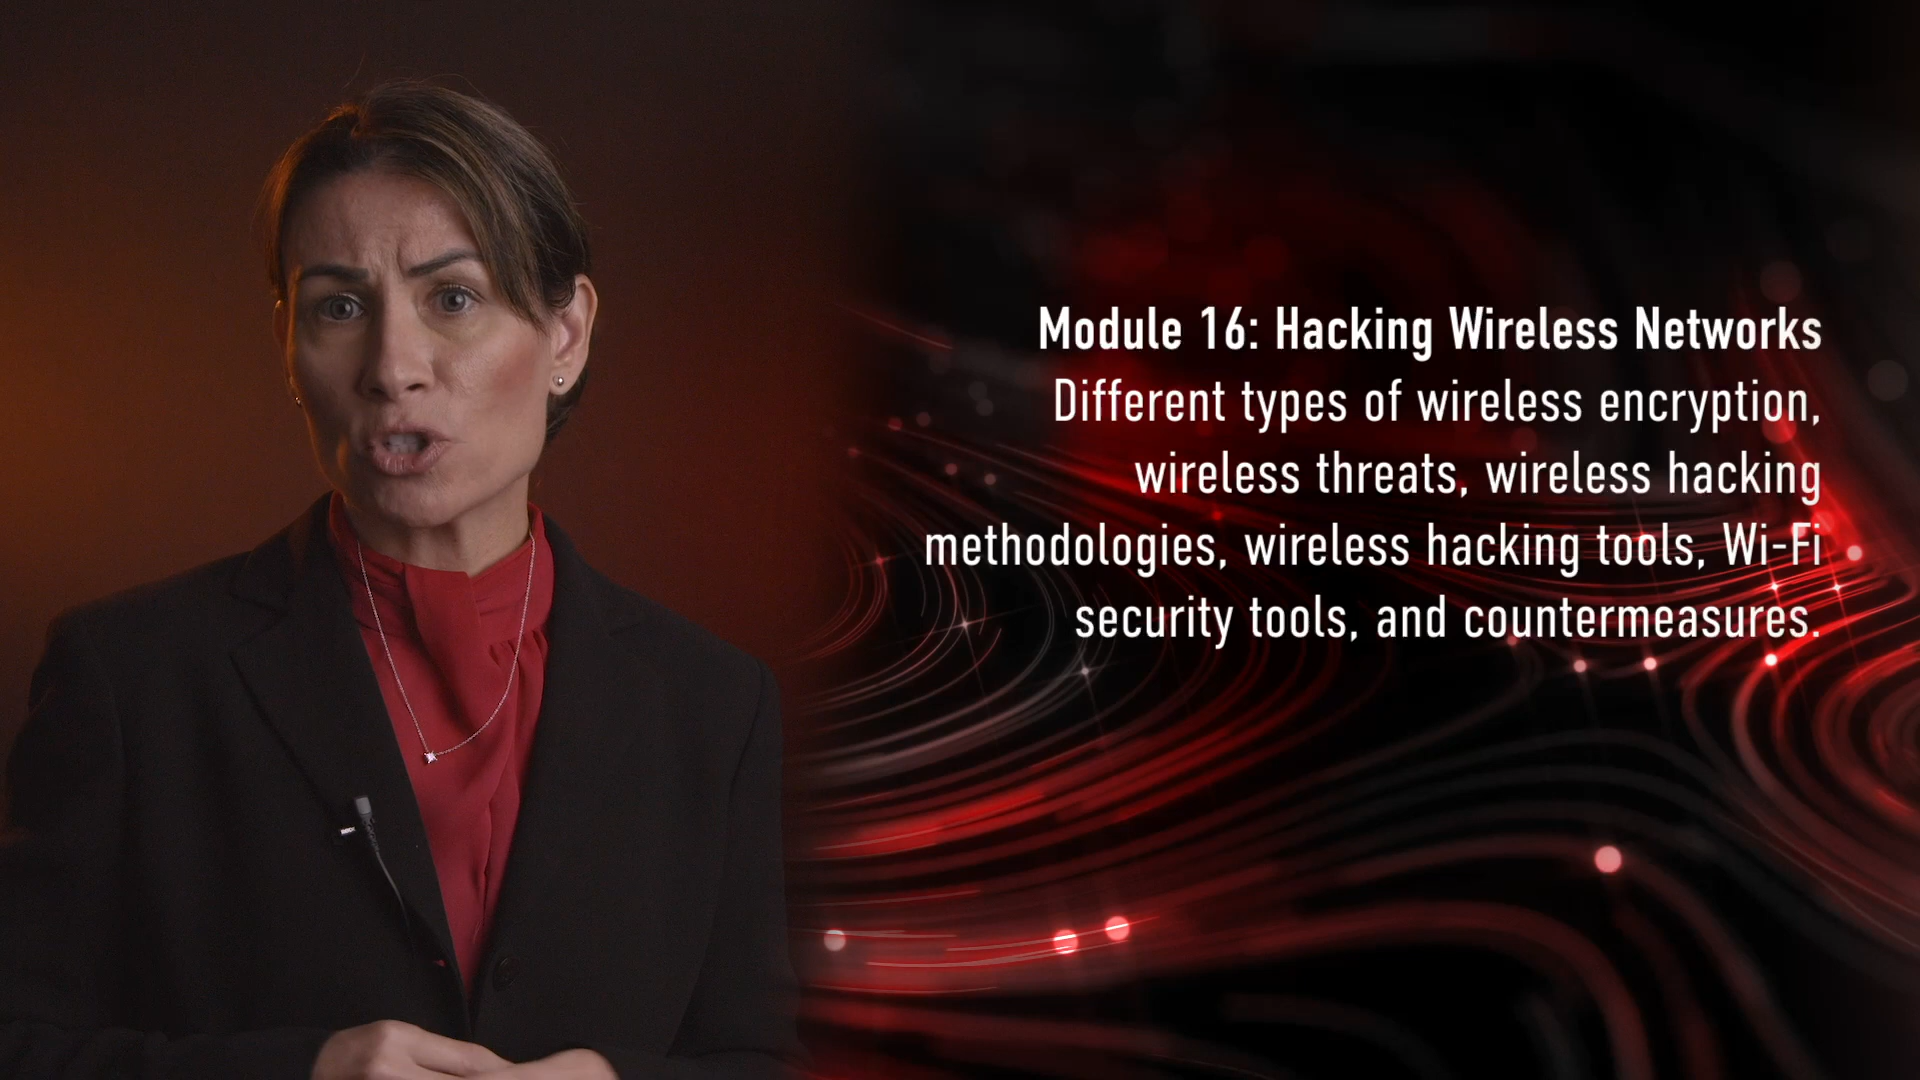 Module 16: Hacking Wireless Networks
Different types of wireless encryption,
wireless threats, wireless hacking
methodologies, wireless hacking tools, Wi-Fi
security tools, and countermeasures.